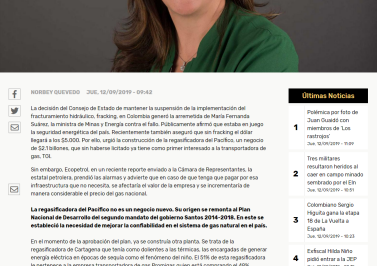 NORBEY QUEVEDO JUE, 12/09/2019 - 09:42
La decisión del Consejo de Estado de mantener la suspensión de la implementación del
fracturamiento hidráulico, fracking, en Colombia generó la arremetida de María Fernanda
Suárez, la ministra de Minas y Energía contra el fallo. Públicamente afirmó que estaba en juego
la seguridad energética del país. Recientemente también aseguró que sin fracking el dólar
llegará a los $5.000. Por ello, urgió la construcción de la regasificadora del Pacífico, un negocio
de $2.1 billones, que sin haberse licitado ya tiene como primer interesado a la transportadora de
gas, TGI.
Sin embargo, Ecopetrol, en un reciente reporte enviado a la Cámara de Representantes, la
estatal petrolera, prendió las alarmas y advierte que en caso de que tenga que pagar por esa
infraestructura que no necesita, se afectaría el valor de la empresa y se incrementaría de
manera considerable el precio del gas nacional.
La regasificadora del Pacífico no es un negocio nuevo. Su origen se remonta al Plan
Nacional de Desarrollo del segundo mandato del gobierno Santos 2014-2018. En este se
estableció la necesidad de mejorar la confiabilidad en el sistema de gas natural en el país.
En el momento de la aprobación del plan, ya se construía otra planta. Se trata de la
regasificadora de Cartagena que tenía como dolientes a las térmicas, las encargadas de generar
energía eléctrica en épocas de sequía como el fenómeno del niño. El 51% de esta regasificadora
Últimas Noticias
1
Polémica por foto de
Juan Guaidó con
miembros de 'Los
rastrojos'
Jue, 12/09/2019 - 11:09
2
Tres militares
resultaron heridos al
caer en campo minado
sembrado por el Eln
Jue, 12/09/2019 - 10:51
3
Colombiano Sergio
Higuita gana la etapa
18 de La Vuelta a
España
Jue, 12/09/2019 - 10:23
4
Exfiscal Hilda Niño
pidió entrar a la JEP